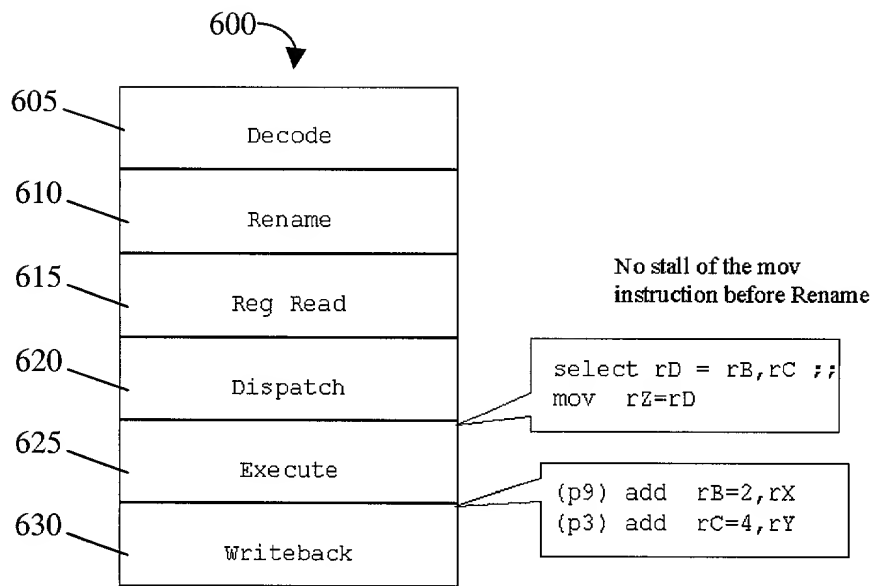 600
605
Decode
610
Rename
615
Reg Read
No stall of the mov
instruction before Rename
620
Dispatch
select rD = rB,rC ;;
mov rZ=rD
625
Execute
(p9) add rB=2,rX
(p3) add rC=4,rY
630
Writeback